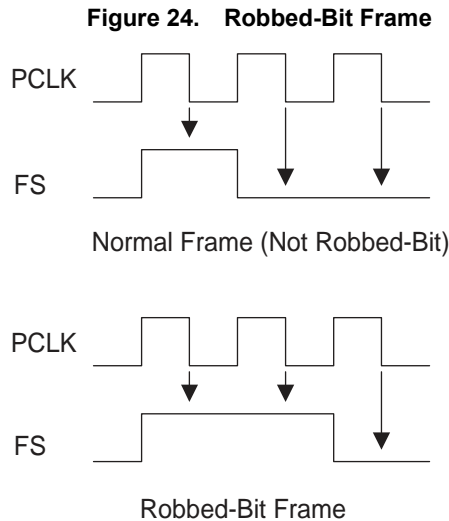 Figure 24. Robbed-Bit Frame
PCLK
FS
Normal Frame (Not Robbed-Bit)
PCLK
FS
Robbed-Bit Frame